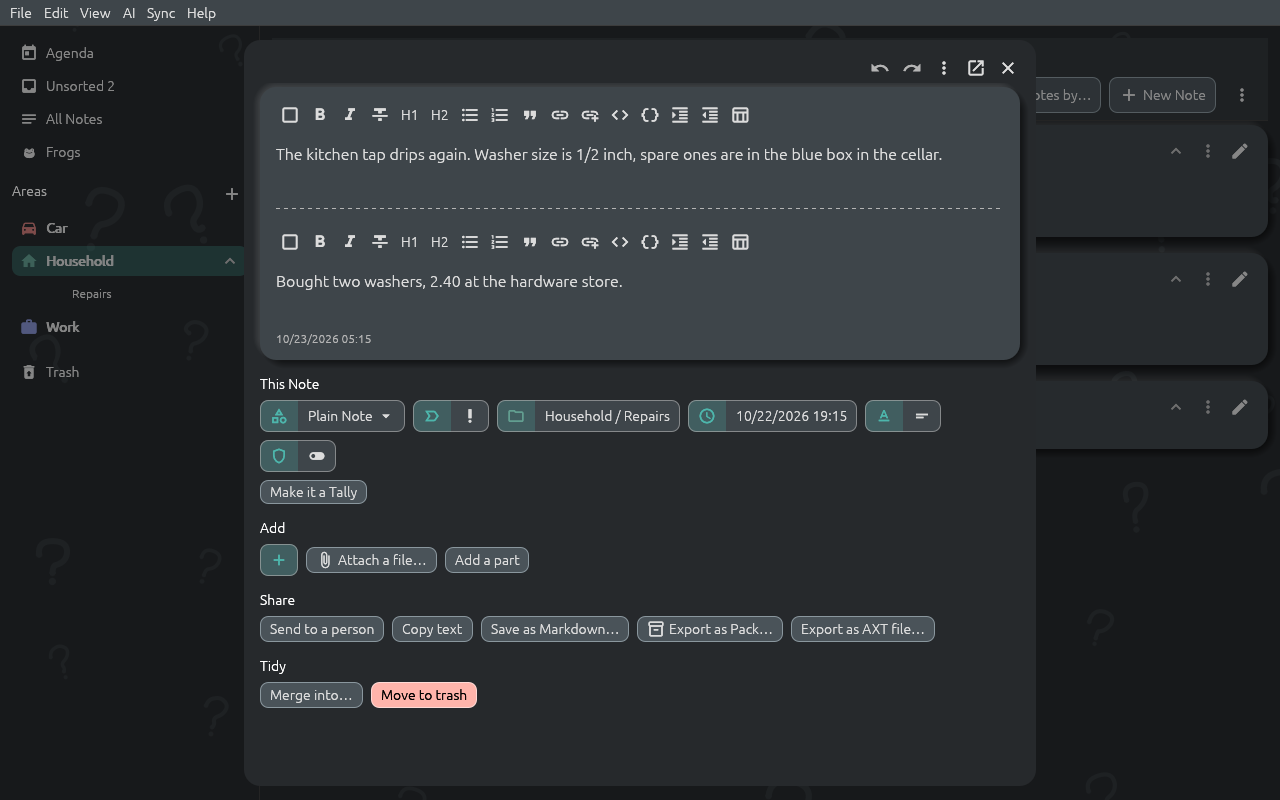 File Edit View AI Sync Help
Agenda
Unsorted 2
All Notes
Frogs
Areas
Car
Household
Repairs
Work
Trash
otes by...
New Note
H1 H2
The kitchen tap drips again. Washer size is 1/2 inch, spare ones are in the blue box in the cellar.
H1 H2
Bought two washers, 2.40 at the hardware store.
10/23/2026 05:15
This Note
Plain Note
Household / Repairs
10/22/2026 19:15
Make it a Tally
Add
Attach a file...
Add a part
Share
Send to a person
Copy text
Save as Markdown...
Export as Pack...
Export as AXT file...
Tidy
Merge into...
Move to trash